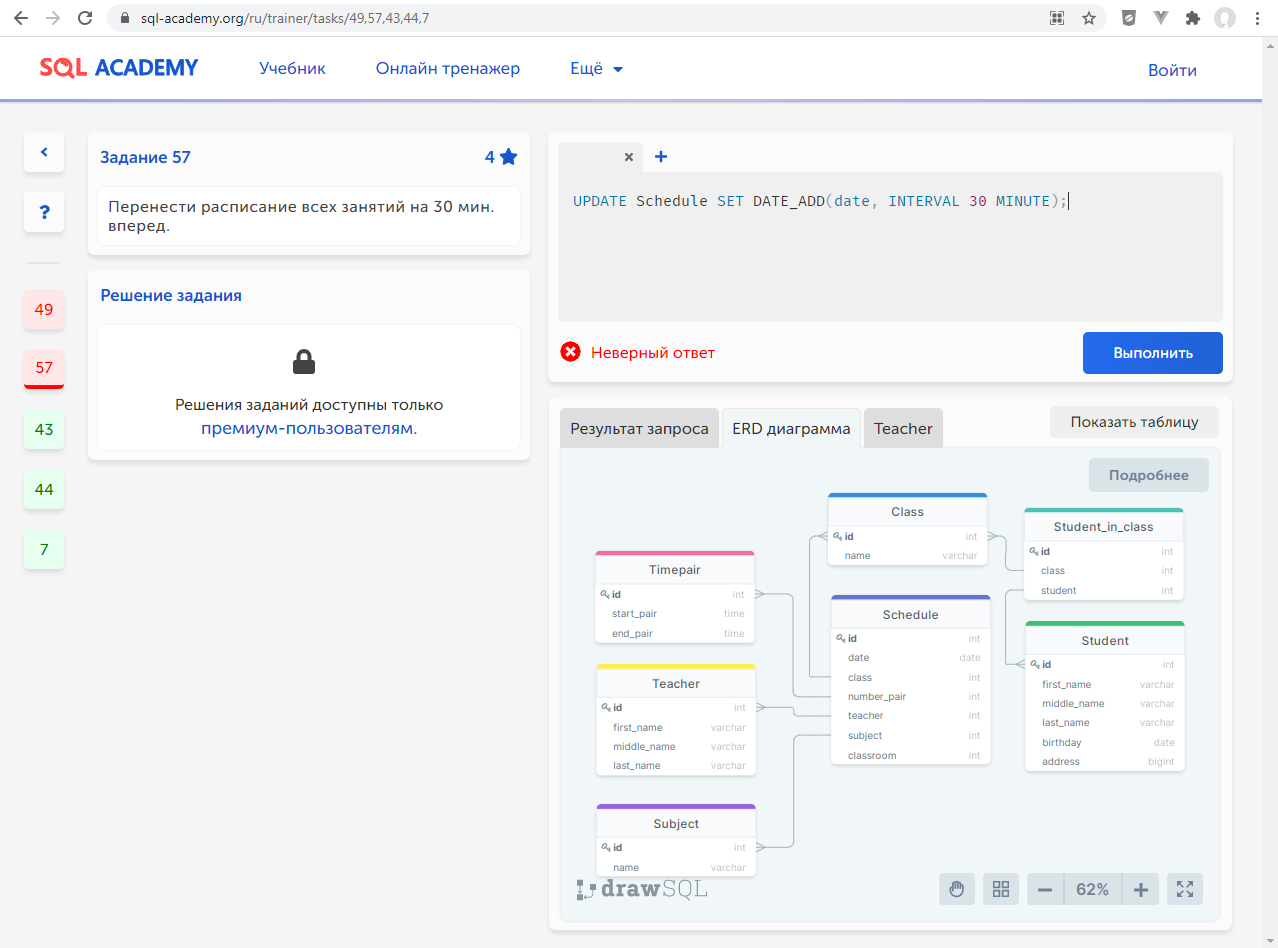 sql-academy.org/ru/trainer/tasks/49,57,43,44,7
SQL ACADEMY
Учебник
Онлайн тренажер
Ещё
Войти
Задание 57
4
Перенести расписание всех занятий на 30 мин.
вперед.
?
49
57
43
44
7
Решение задания
Решения заданий доступны только
премиум-пользователям.
UPDATE Schedule SET DATE_ADD(date, INTERVAL 30 MINUTE);
Неверный ответ
Выполнить
Результат запроса
ERD диаграмма
Teacher
Показать таблицу
Подробнее
Class
id int
name varchar
Student_in_class
id int
class int
student int
Timepair
id int
start_pair time
end_pair time
Schedule
id int
date date
class int
number_pair int
teacher int
subject int
classroom int
Student
id int
first_name varchar
middle_name varchar
last_name varchar
birthday date
address bigint
Teacher
id int
first_name varchar
middle_name varchar
last_name varchar
Subject
id int
name varchar
drawSQL
62%